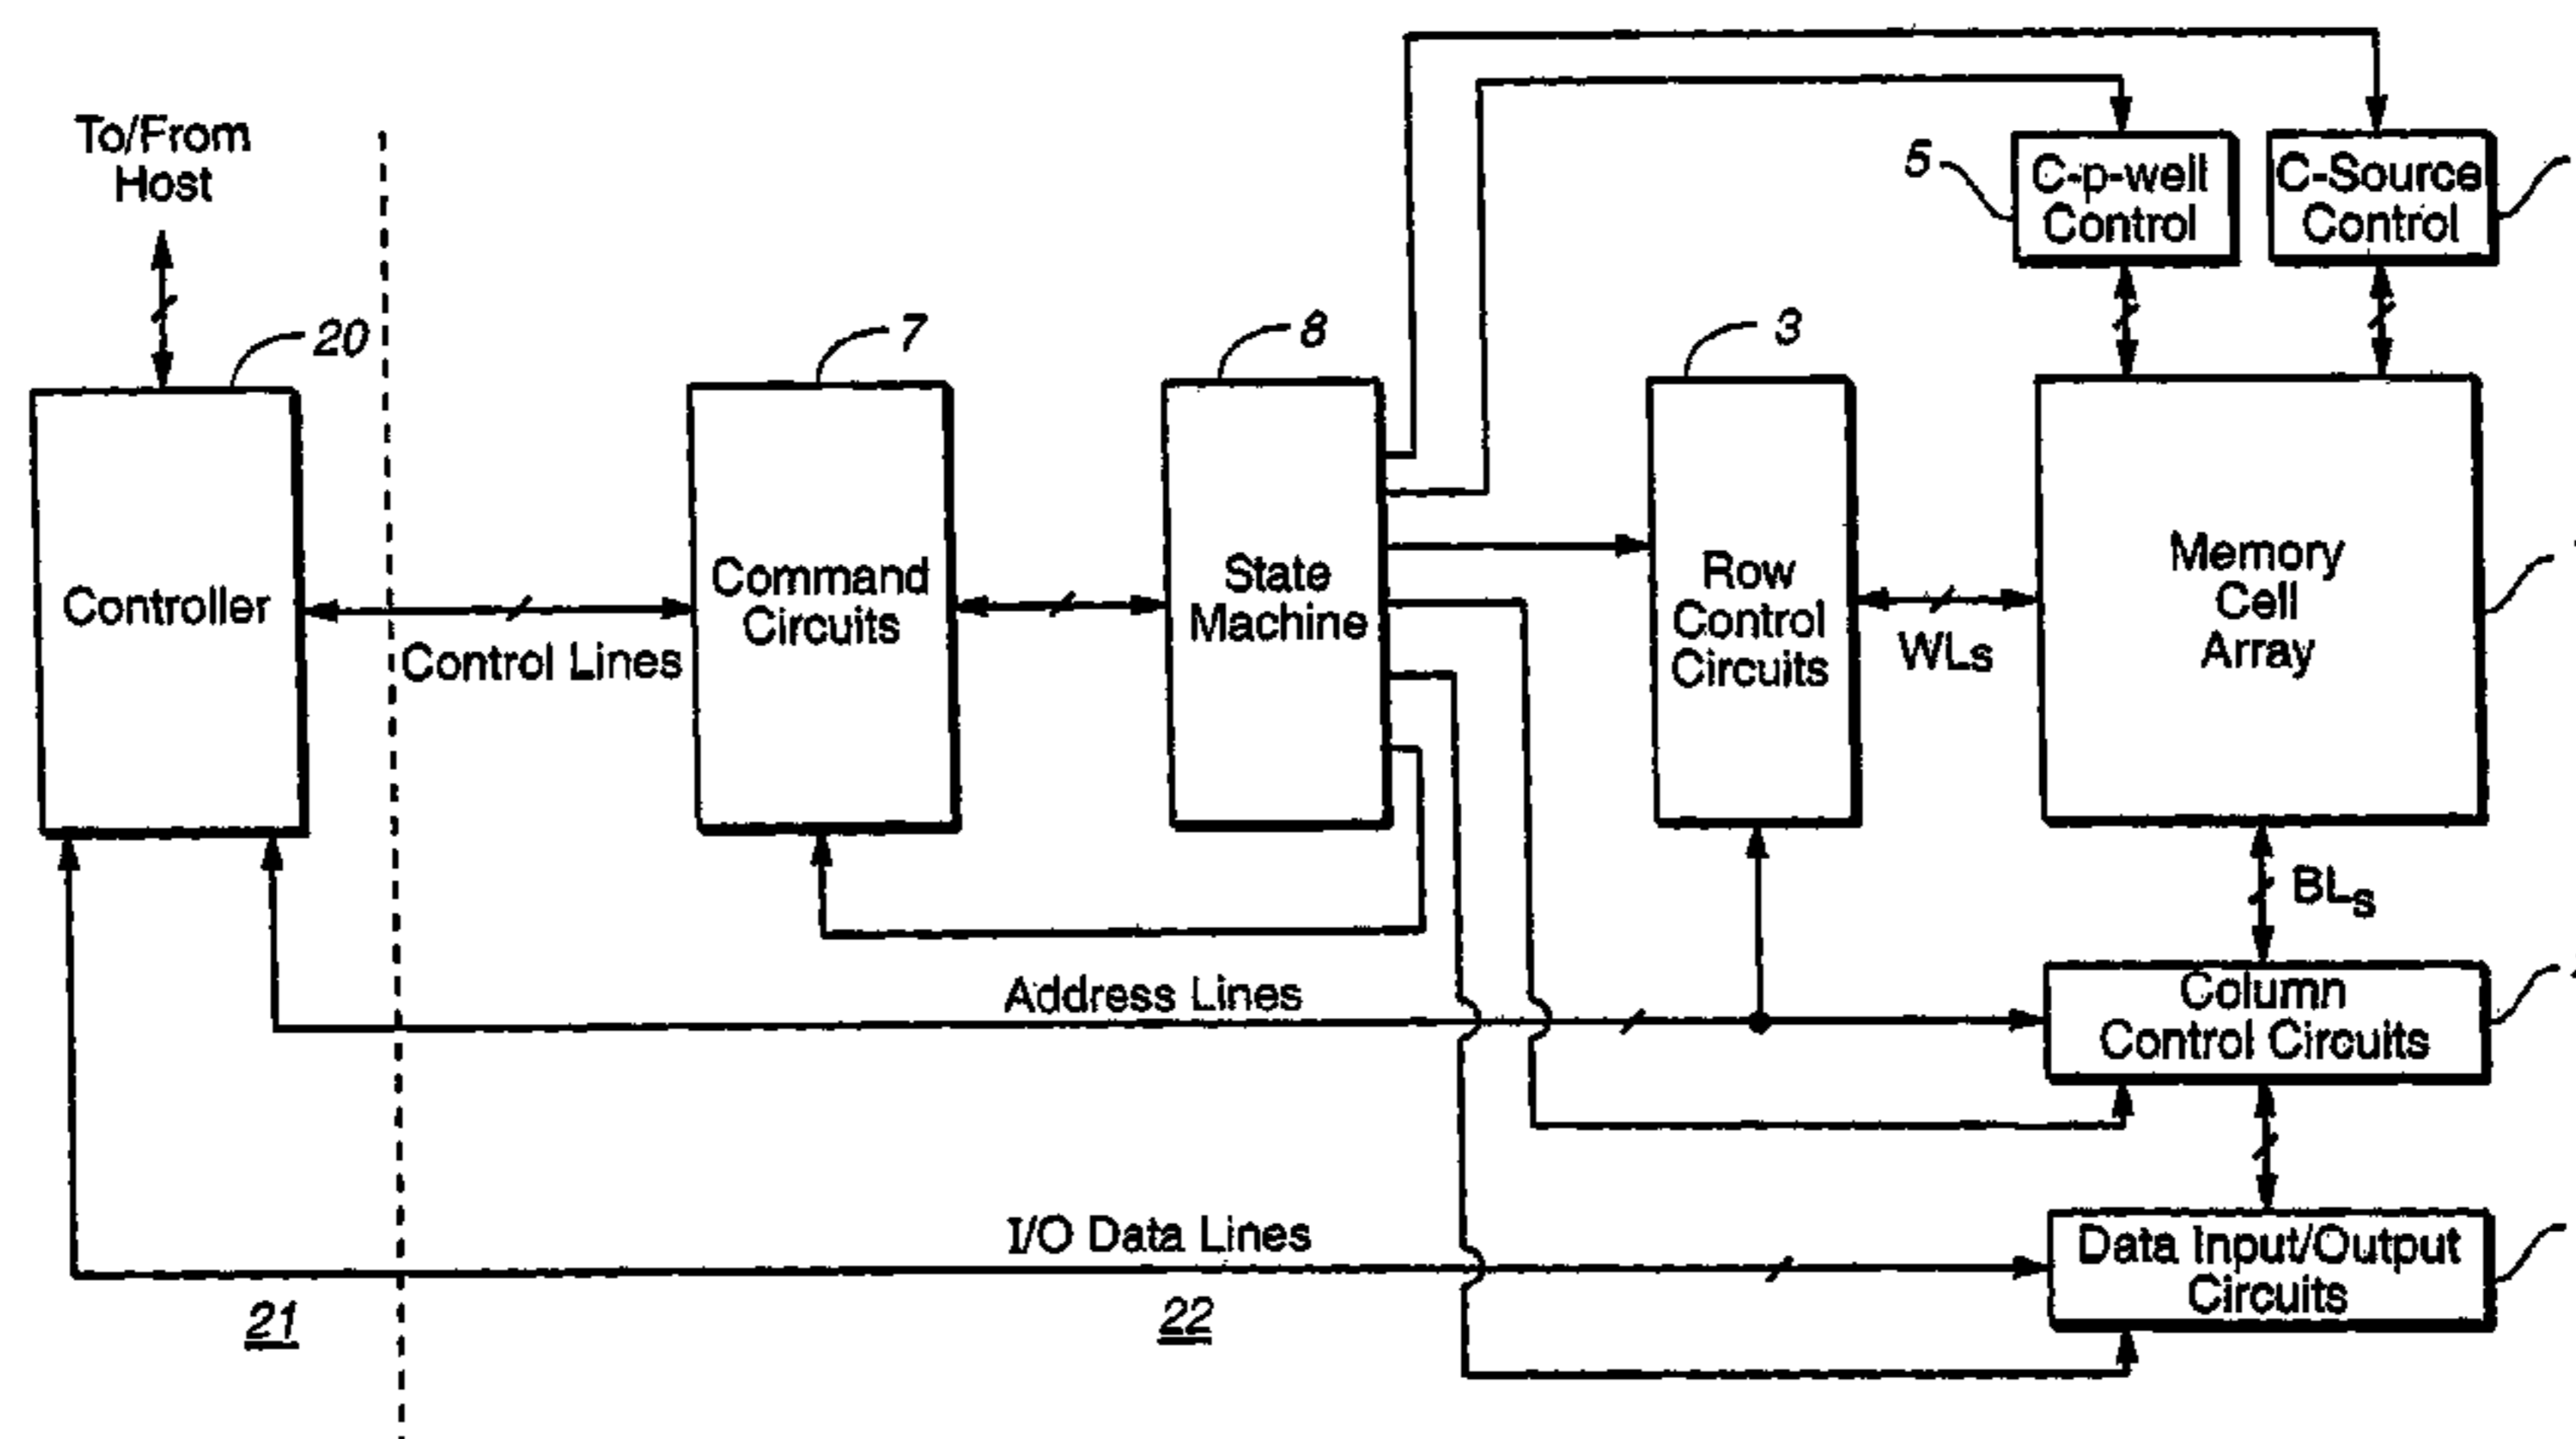 To/From
Host
20
7
8
3
5
C-p-well
Control
C-Source
Control
Controller
Control Lines
Command
Circuits
State
Machine
Row
Control
Circuits
WLs
Memory
Cell
Array
BLs
Address Lines
Column
Control Circuits
I/O Data Lines
Data Input/Output
Circuits
21
22